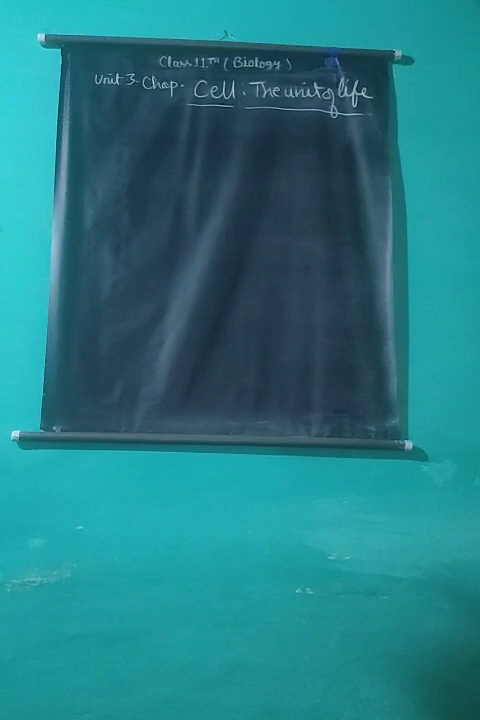 Class 11Th (Biology)
Unit 3- Chap- Cell: The unit of life